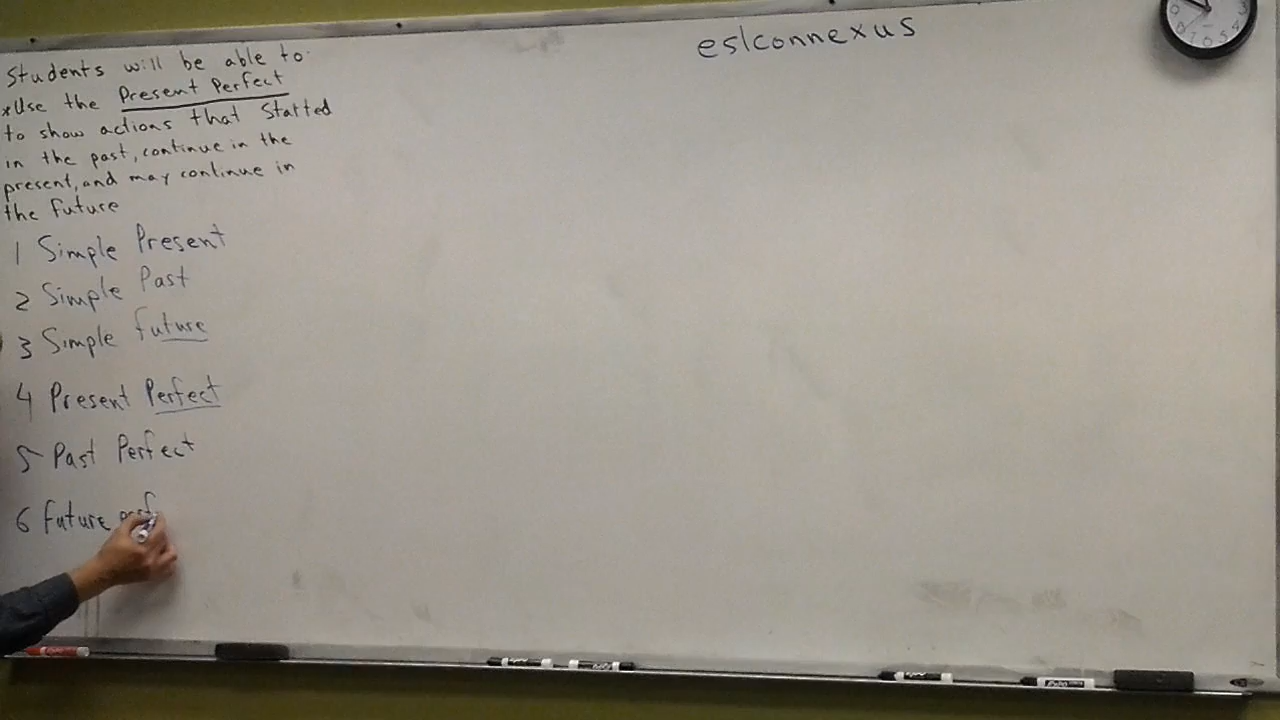 eslconnexus
Students will be able to
*Use the Present Perfect
to show actions that started
in the past, continue in the
present, and may continue in
the future
1 Simple Present
2 Simple Past
3 Simple future
4 Present Perfect
5 Past Perfect
6 future perf